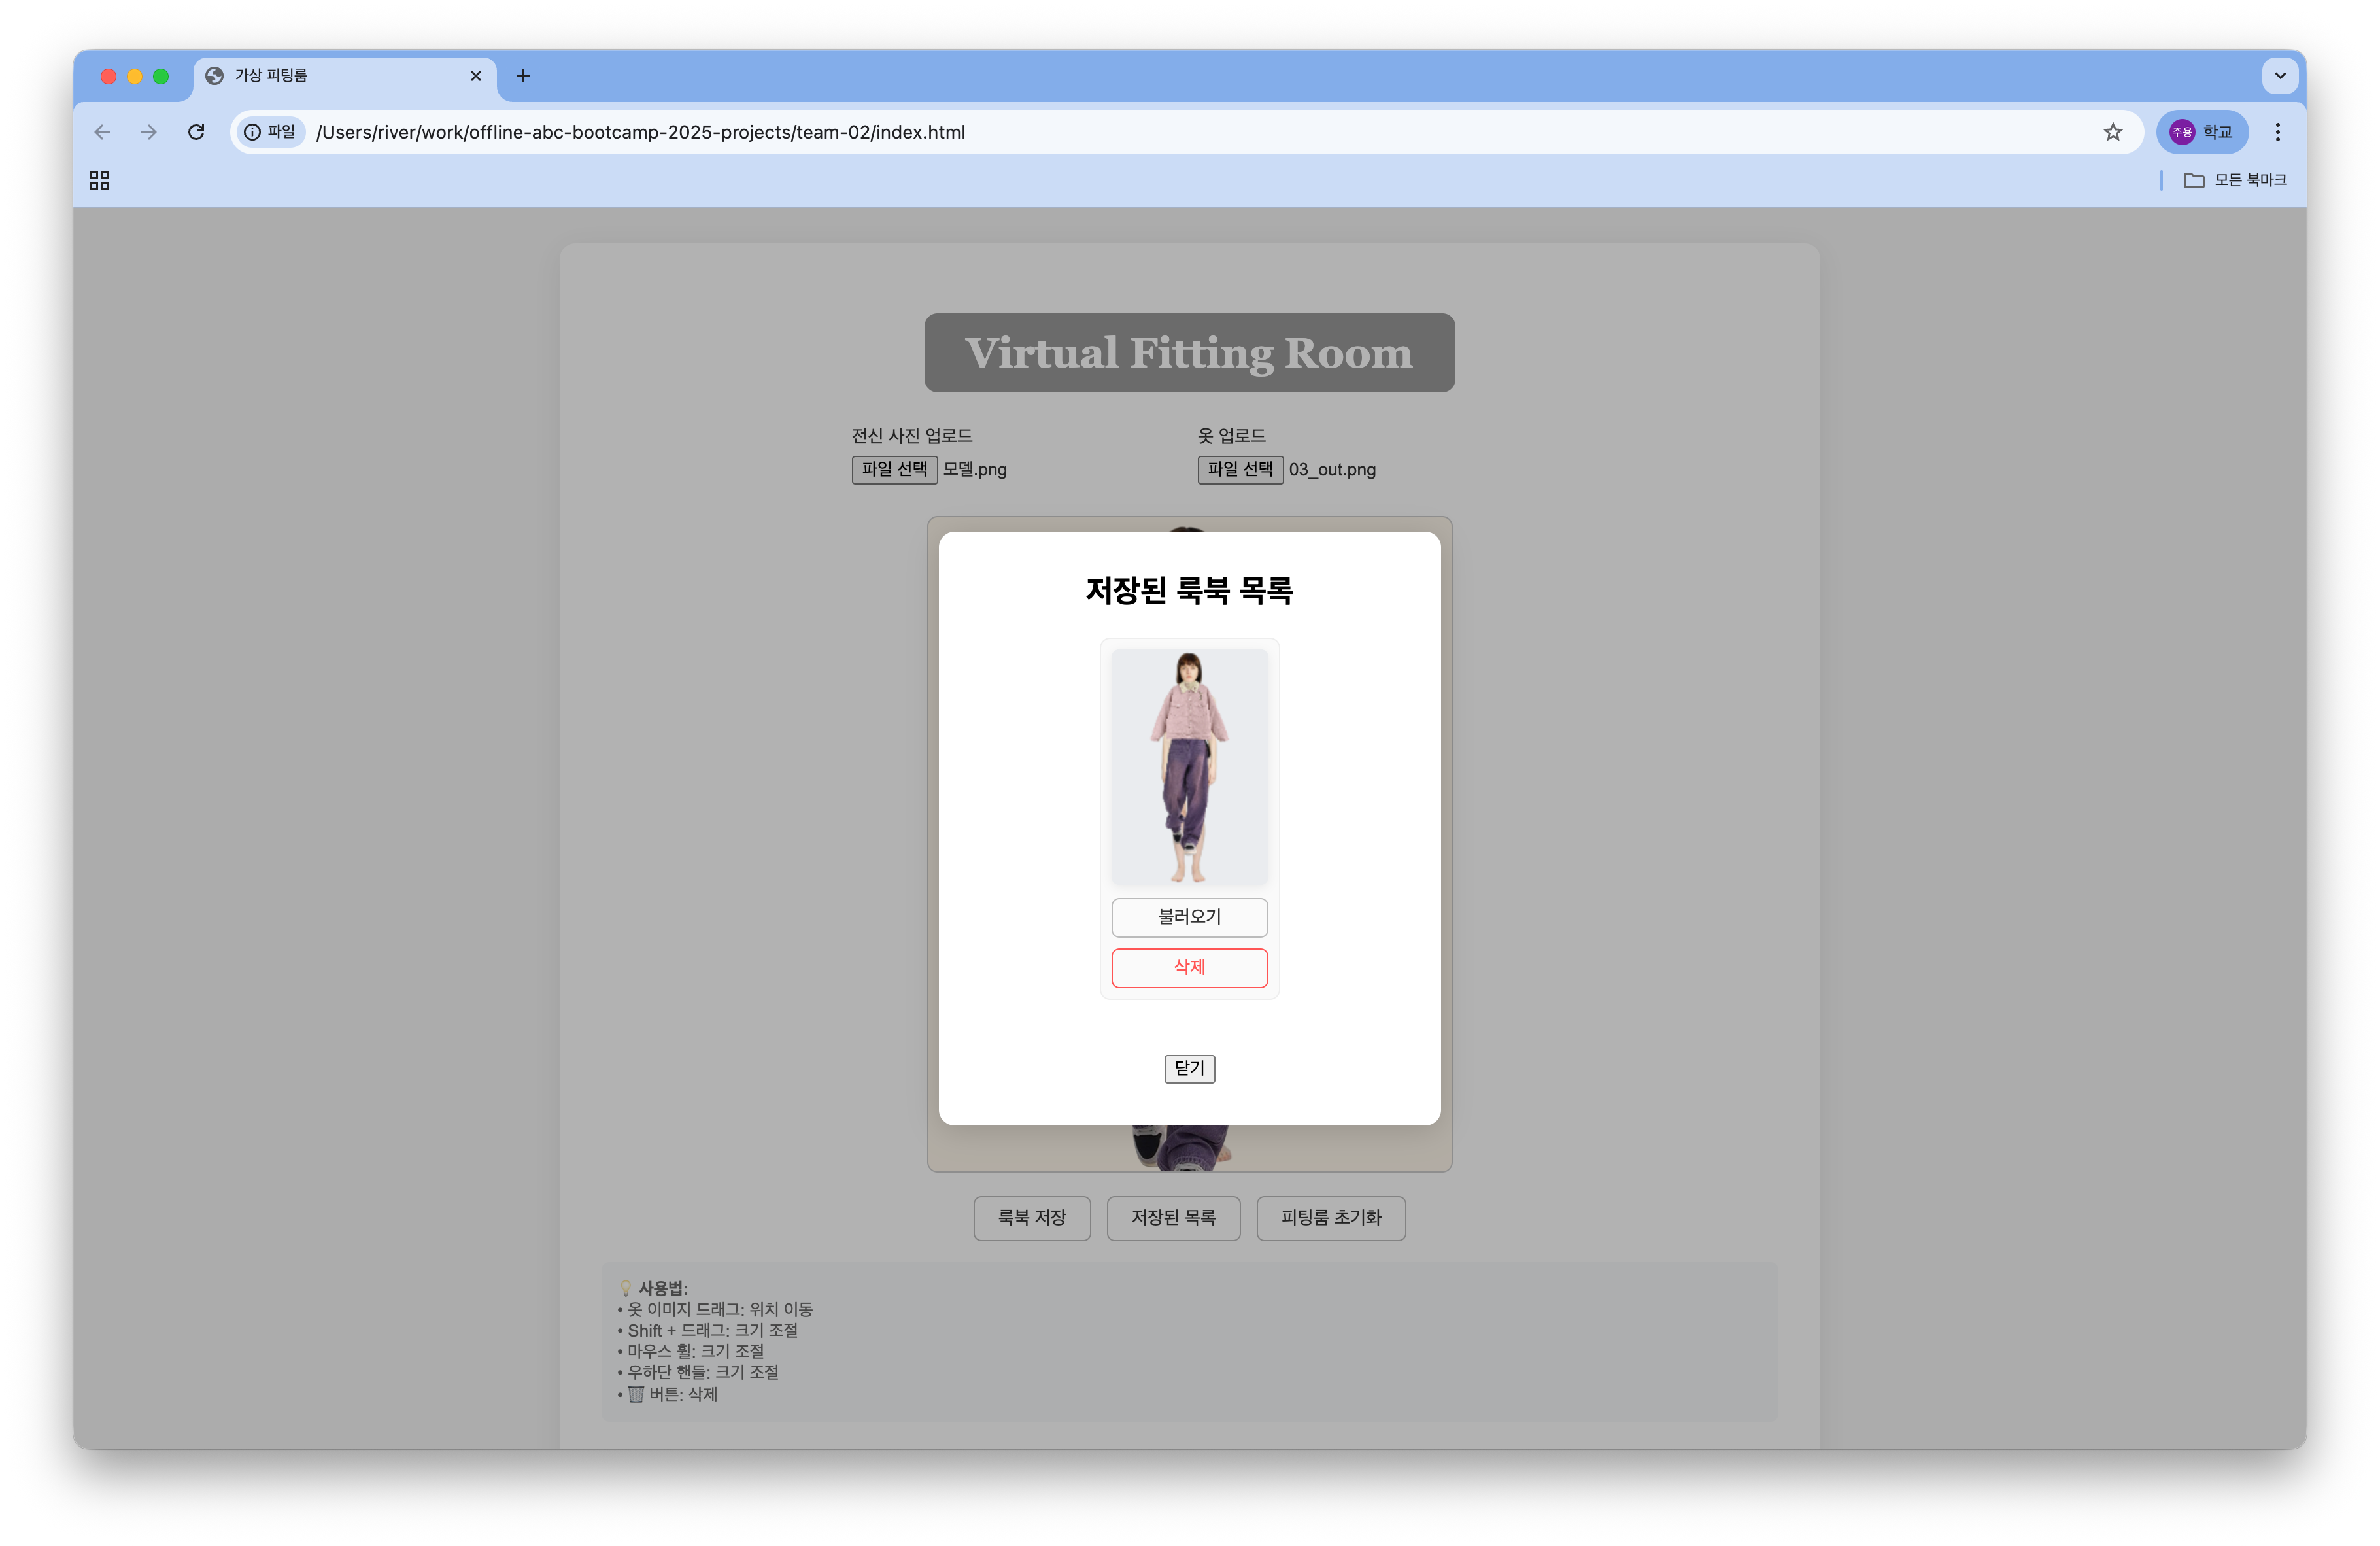 가상 피팅룸
파일
/Users/river/work/offline-abc-bootcamp-2025-projects/team-02/index.html
주용 학교
모든 북마크
Virtual Fitting Room
전신 사진 업로드
파일 선택 모델.png
옷 업로드
파일 선택 03_out.png
저장된 룩북 목록
불러오기
삭제
닫기
룩북 저장
저장된 목록
피팅룸 초기화
💡 사용법:
• 옷 이미지 드래그: 위치 이동
• Shift + 드래그: 크기 조절
• 마우스 휠: 크기 조절
• 우하단 핸들: 크기 조절
• 🗑️ 버튼: 삭제